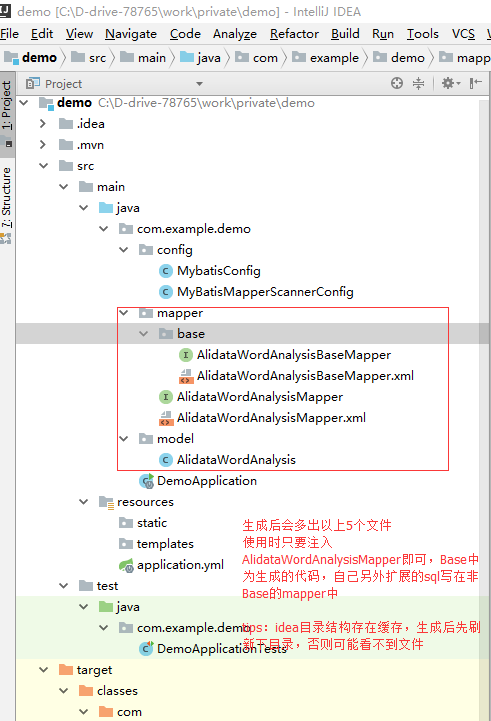 demo [C:\D-drive-78765\work\private\demo] - IntelliJ IDEA
File Edit View Navigate Code Analyze Refactor Build Run Tools VCS
demo src main java com example demo mapp
1: Project
7: Structure
Project
demo C:\D-drive-78765\work\private\demo
.idea
.mvn
src
main
java
com.example.demo
config
MybatisConfig
MyBatisMapperScannerConfig
mapper
base
AlidataWordAnalysisBaseMapper
AlidataWordAnalysisBaseMapper.xml
AlidataWordAnalysisMapper
AlidataWordAnalysisMapper.xml
model
AlidataWordAnalysis
DemoApplication
resources
static
templates
application.yml
test
java
com.example.demo
DemoApplicationTests
target
classes
com
生成后会多出以上5个文件
使用时只要注入
AlidataWordAnalysisMapper即可，Base中
为生成的代码，自己另外扩展的sql写在非
Base的mapper中
tips：idea目录结构存在缓存，生成后先刷
新下目录，否则可能看不到文件